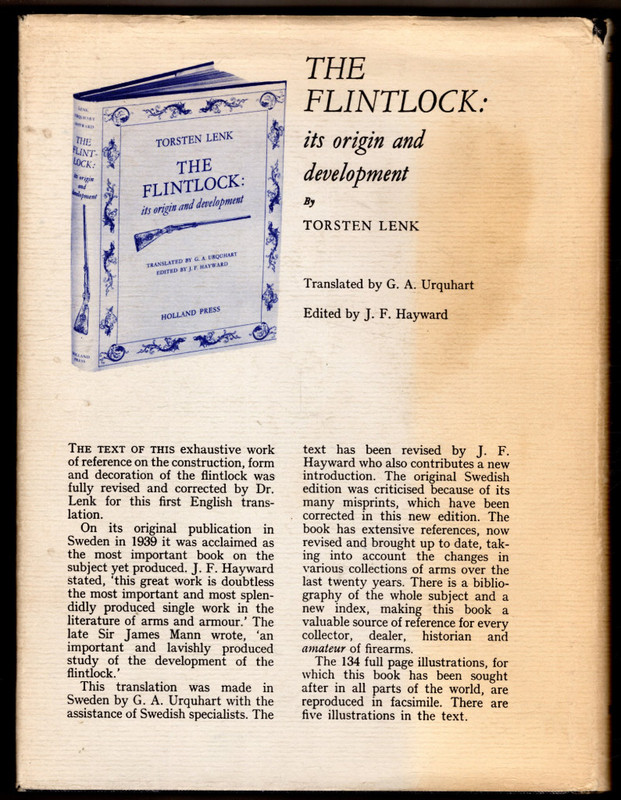 LENK
URQUHART
HAYWARD
THE
FLINT-
LOCK:
its origin
and
development
HOLLAND
PRESS
TORSTEN LENK
THE
FLINTLOCK:
its origin and development
TRANSLATED BY G. A. URQUHART
EDITED BY J. F. HAYWARD
HOLLAND PRESS
THE
FLINTLOCK:
its origin and
development
By
TORSTEN LENK
Translated by G. A. Urquhart
Edited by J. F. Hayward
THE TEXT OF THIS exhaustive work
of reference on the construction, form
and decoration of the flintlock was
fully revised and corrected by Dr.
Lenk for this first English trans-
lation.
On its original publication in
Sweden in 1939 it was acclaimed as
the most important book on the
subject yet produced. J. F. Hayward
stated, 'this great work is doubtless
the most important and most splen-
didly produced single work in the
literature of arms and armour.' The
late Sir James Mann wrote, 'an
important and lavishly produced
study of the development of the
flintlock.'
This translation was made in
Sweden by G. A. Urquhart with the
assistance of Swedish specialists. The
text has been revised by J. F.
Hayward who also contributes a new
introduction. The original Swedish
edition was criticised because of its
many misprints, which have been
corrected in this new edition. The
book has extensive references, now
revised and brought up to date, tak-
ing into account the changes in
various collections of arms over the
last twenty years. There is a biblio-
graphy of the whole subject and a
new index, making this book a
valuable source of reference for every
collector, dealer, historian and
amateur of firearms.
The 134 full page illustrations, for
which this book has been sought
after in all parts of the world, are
reproduced in facsimile. There are
five illustrations in the text.